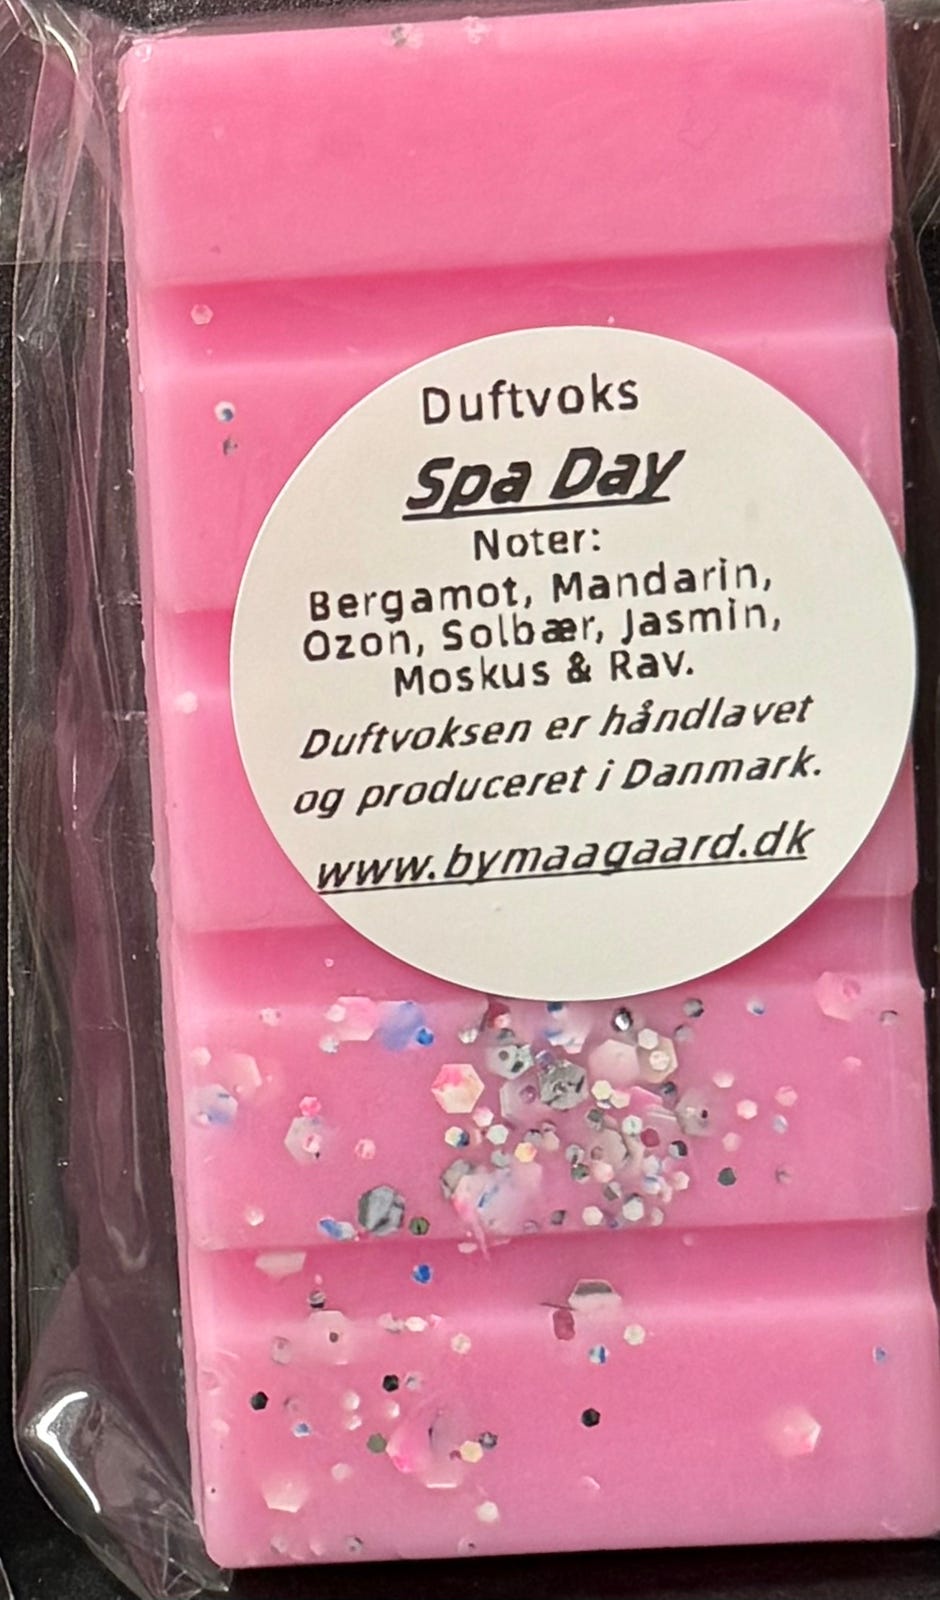 Duftvoks
Spa Day
Noter:
Bergamot, Mandarin,
Ozon, Solbær, Jasmin,
Moskus & Rav.
Duftvoksen er håndlavet
og produceret i Danmark.
www.bymaagaard.dk